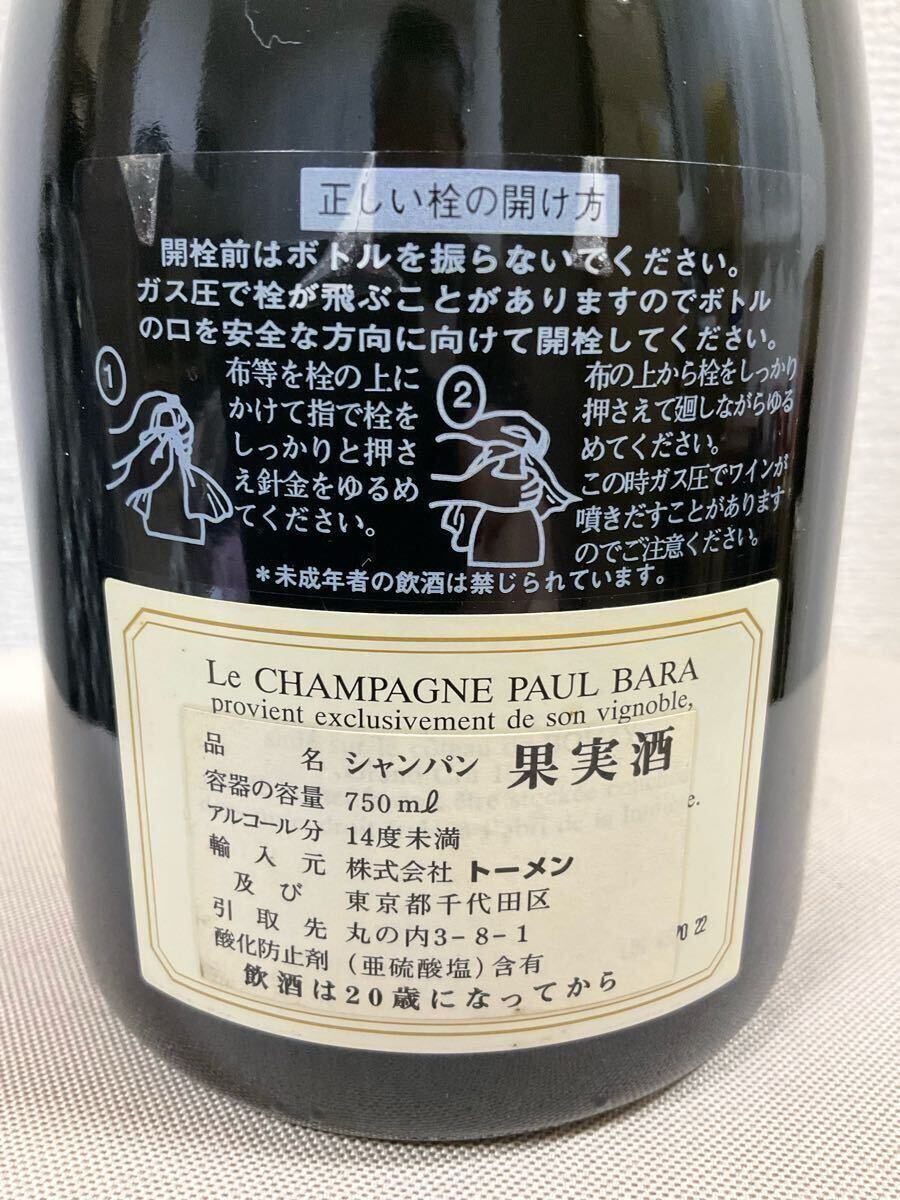 正しい栓の開け方
開栓前はボトルを振らないでください。
ガス圧で栓が飛ぶことがありますのでボトル
の口を安全な方向に向けて開栓してください。
1
布等を栓の上に
かけて指で栓を
しっかりと押さ
え針金をゆるめ
てください。
2
布の上から栓をしっかり
押さえて廻しながらゆる
めてください。
この時ガス圧でワインが
噴きだすことがあります
のでご注意ください。
*未成年者の飲酒は禁じられています。
Le CHAMPAGNE PAUL BARA
provient exclusivement de son vignoble,
品名 シャンパン 果実酒
容器の容量 750mℓ
アルコール分 14度未満
輸入元 株式会社 トーメン
及び 東京都千代田区
引取先 丸の内3-8-1
酸化防止剤 (亜硫酸塩)含有
飲酒は20歳になってから
22